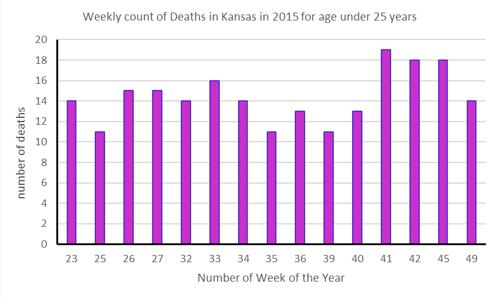 Weekly count of Deaths in Kansas in 2015 for age under 25 years
number of deaths
20
18
16
14
12
10
8
6
4
2
0
23 25 26 27 32 33 34 35 36 39 40 41 42 45 49
Number of Week of the Year